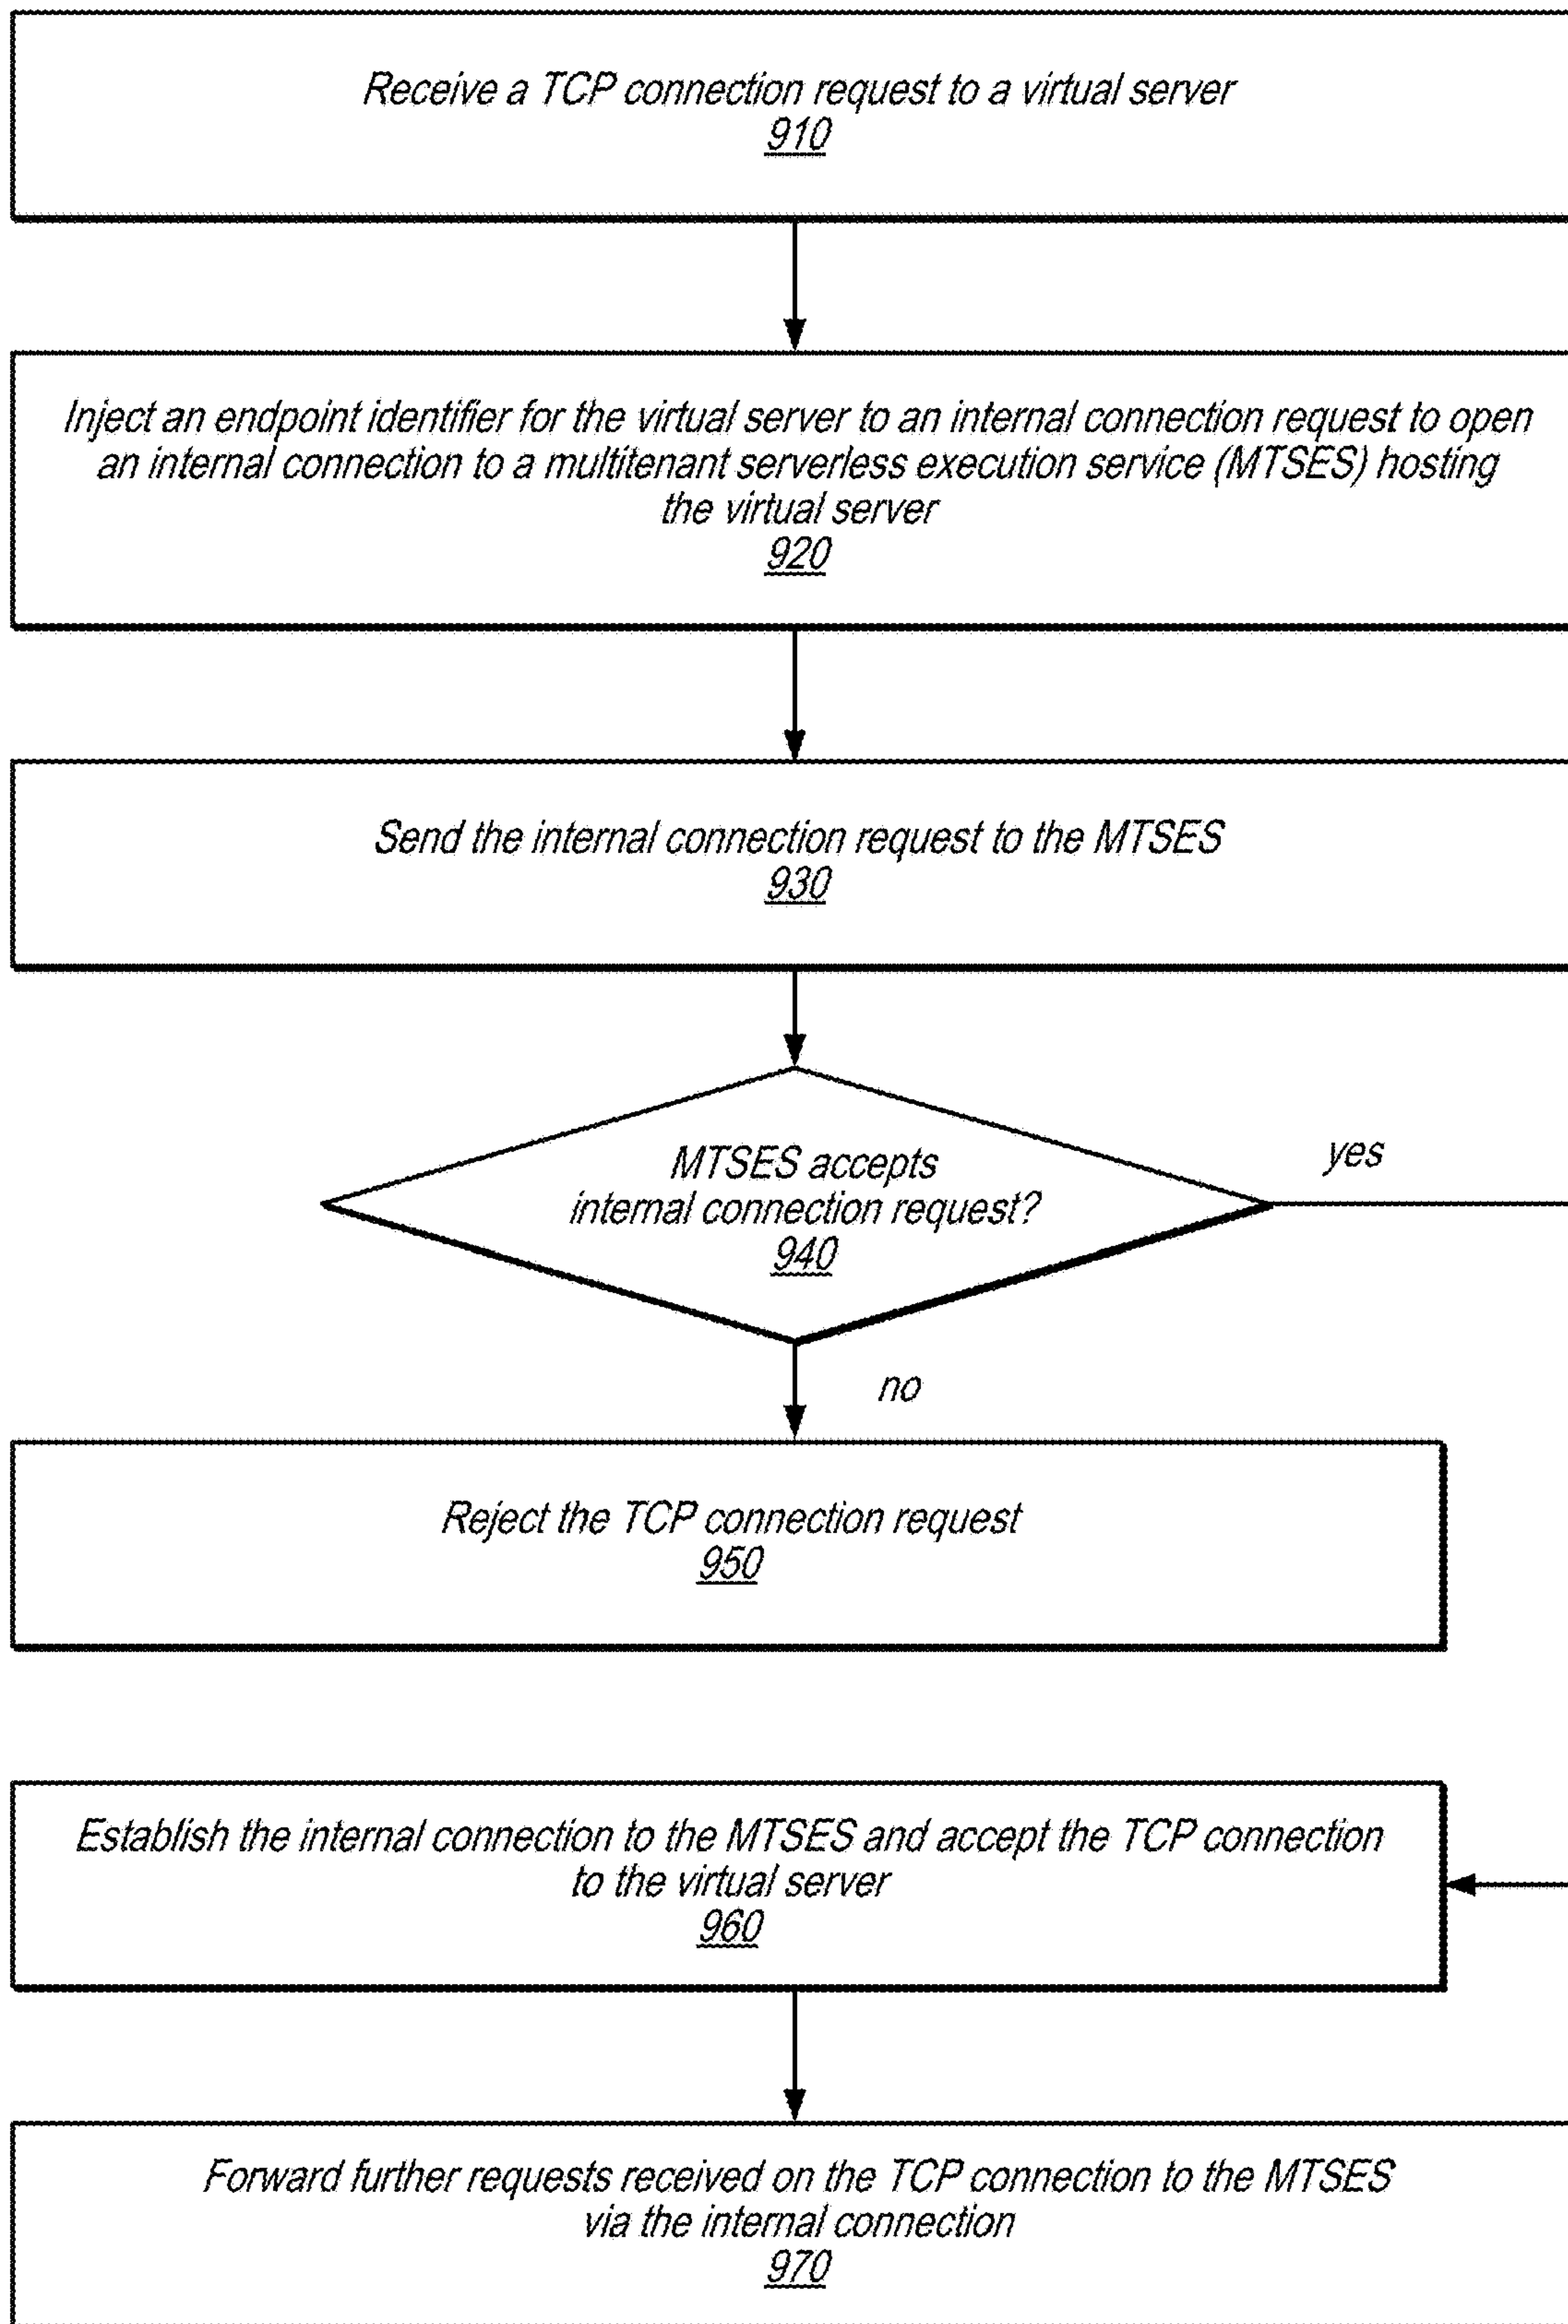 Receive a TCP connection request to a virtual server
910
Inject an endpoint identifier for the virtual server to an internal connection request to open
an internal connection to a multitenant serverless execution service (MTSES) hosting
the virtual server
920
Send the internal connection request to the MTSES
930
MTSES accepts
internal connection request?
940
yes
no
Reject the TCP connection request
950
Establish the internal connection to the MTSES and accept the TCP connection
to the virtual server
960
Forward further requests received on the TCP connection to the MTSES
via the internal connection
970